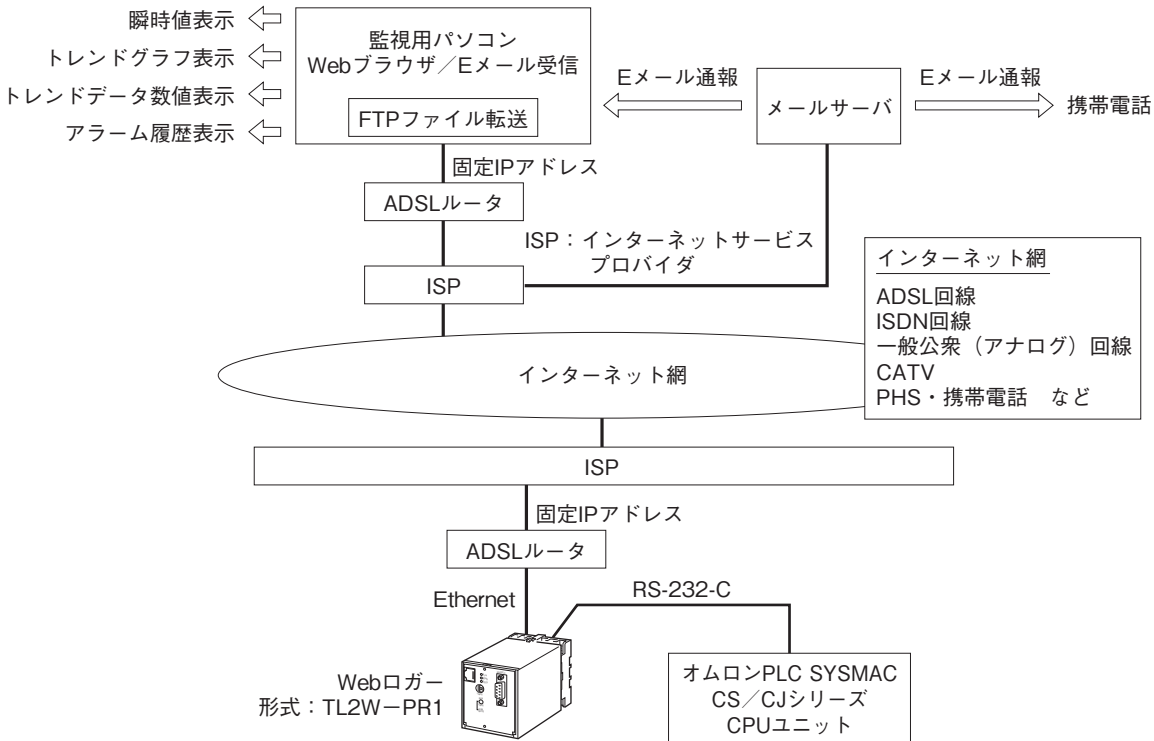 瞬時値表示
トレンドグラフ表示
トレンドデータ数値表示
アラーム履歴表示
監視用パソコン
Webブラウザ／Eメール受信
FTPファイル転送
Eメール通報
メールサーバ
Eメール通報
携帯電話
固定IPアドレス
ADSLルータ
ISP：インターネットサービス
プロバイダ
ISP
インターネット網
ADSL回線
ISDN回線
一般公衆（アナログ）回線
CATV
PHS・携帯電話　など
インターネット網
ISP
固定IPアドレス
ADSLルータ
Ethernet
RS-232-C
Webロガー
形式：TL2W－PR1
オムロンPLC SYSMAC
CS／CJシリーズ
CPUユニット